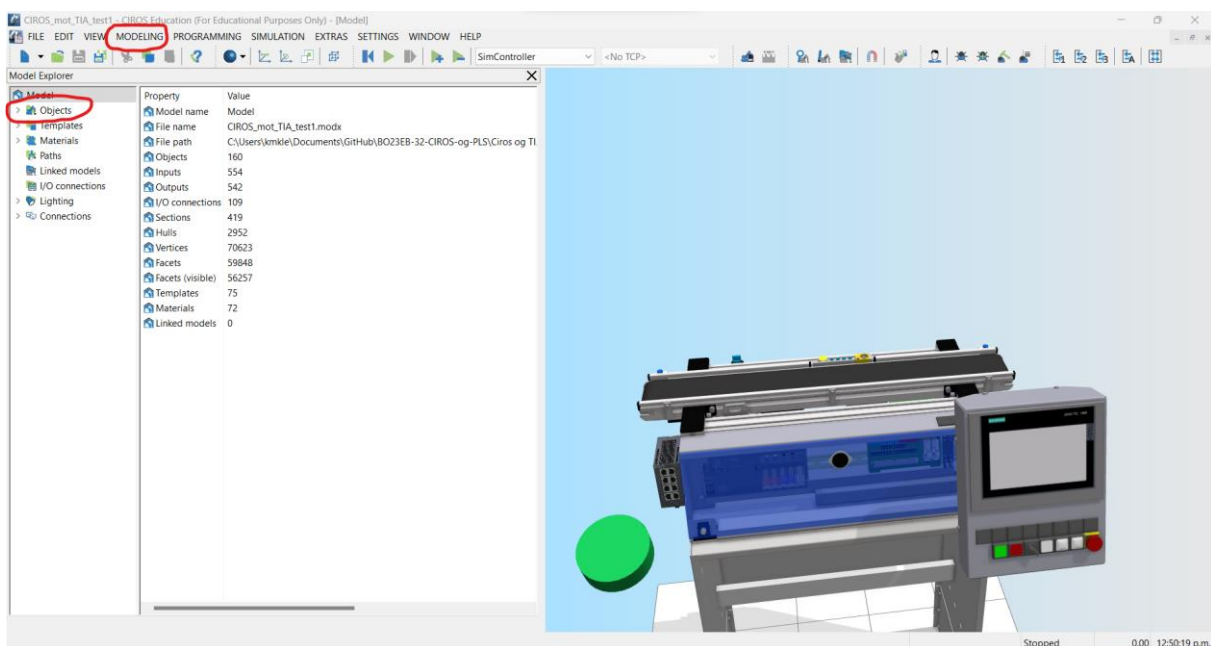 CIROS_mot_TIA_test1 - CIROS Education (For Educational Purposes Only) - [Model]
FILE EDIT VIEW MODELING PROGRAMMING SIMULATION EXTRAS SETTINGS WINDOW HELP
SimController <No TCP>
Model Explorer
Model
Objects
Templates
Materials
Paths
Linked models
I/O connections
Lighting
Connections
Property Value
Model name Model
File name CIROS_mot_TIA_test1.modx
File path C:\Users\kmkle\Documents\GitHub\BO23EB-32-CIROS-og-PLS\Ciros og TI
Objects 160
Inputs 554
Outputs 542
I/O connections 109
Sections 419
Hulls 2952
Vertices 70623
Facets 59848
Facets (visible) 56257
Templates 75
Materials 72
Linked models 0
Stopped 0.00 12:50:19 p.m.